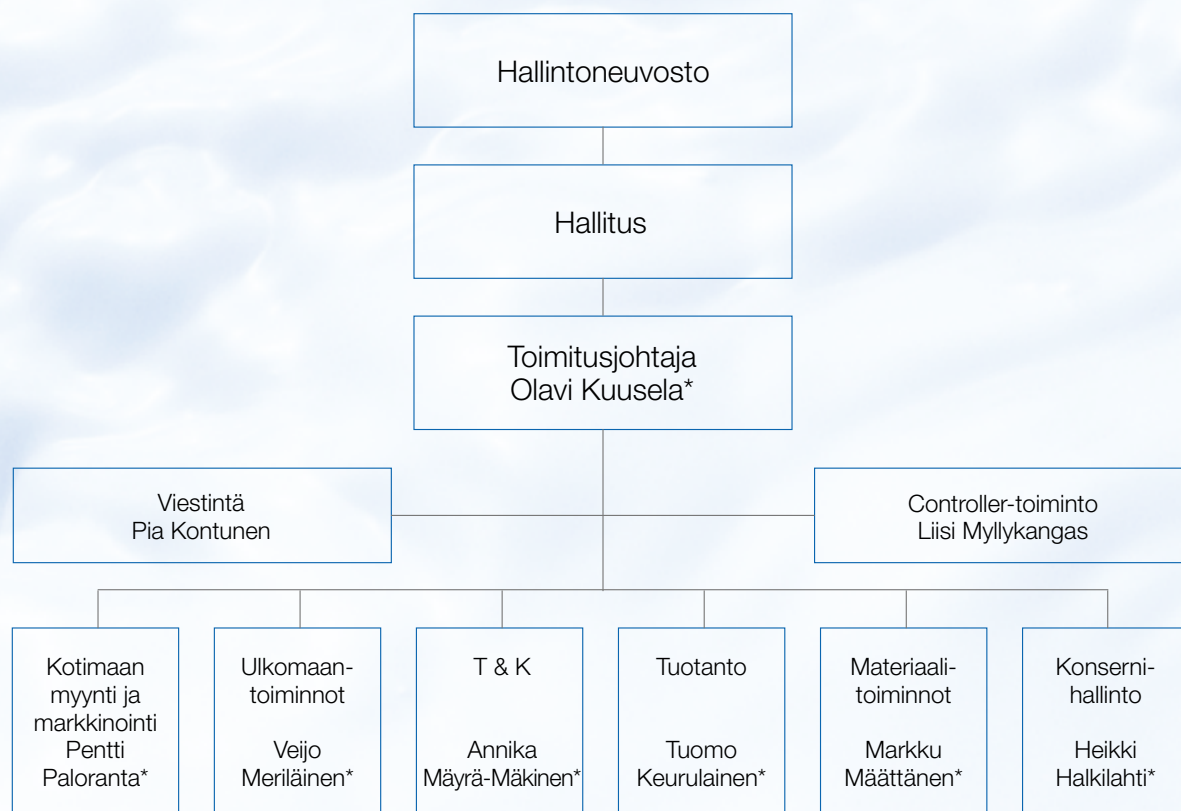 Hallintoneuvosto
Hallitus
Toimitusjohtaja
Olavi Kuusela*
Viestintä
Pia Kontunen
Controller-toiminto
Liisi Myllykangas
Kotimaan
myynti ja
markkinointi
Pentti
Paloranta*
Ulkomaan-
toiminnot
Veijo
Meriläinen*
T & K
Annika
Mäyrä-Mäkinen*
Tuotanto
Tuomo
Keurulainen*
Materiaali-
toiminnot
Markku
Määttänen*
Konserni-
hallinto
Heikki
Halkilahti*